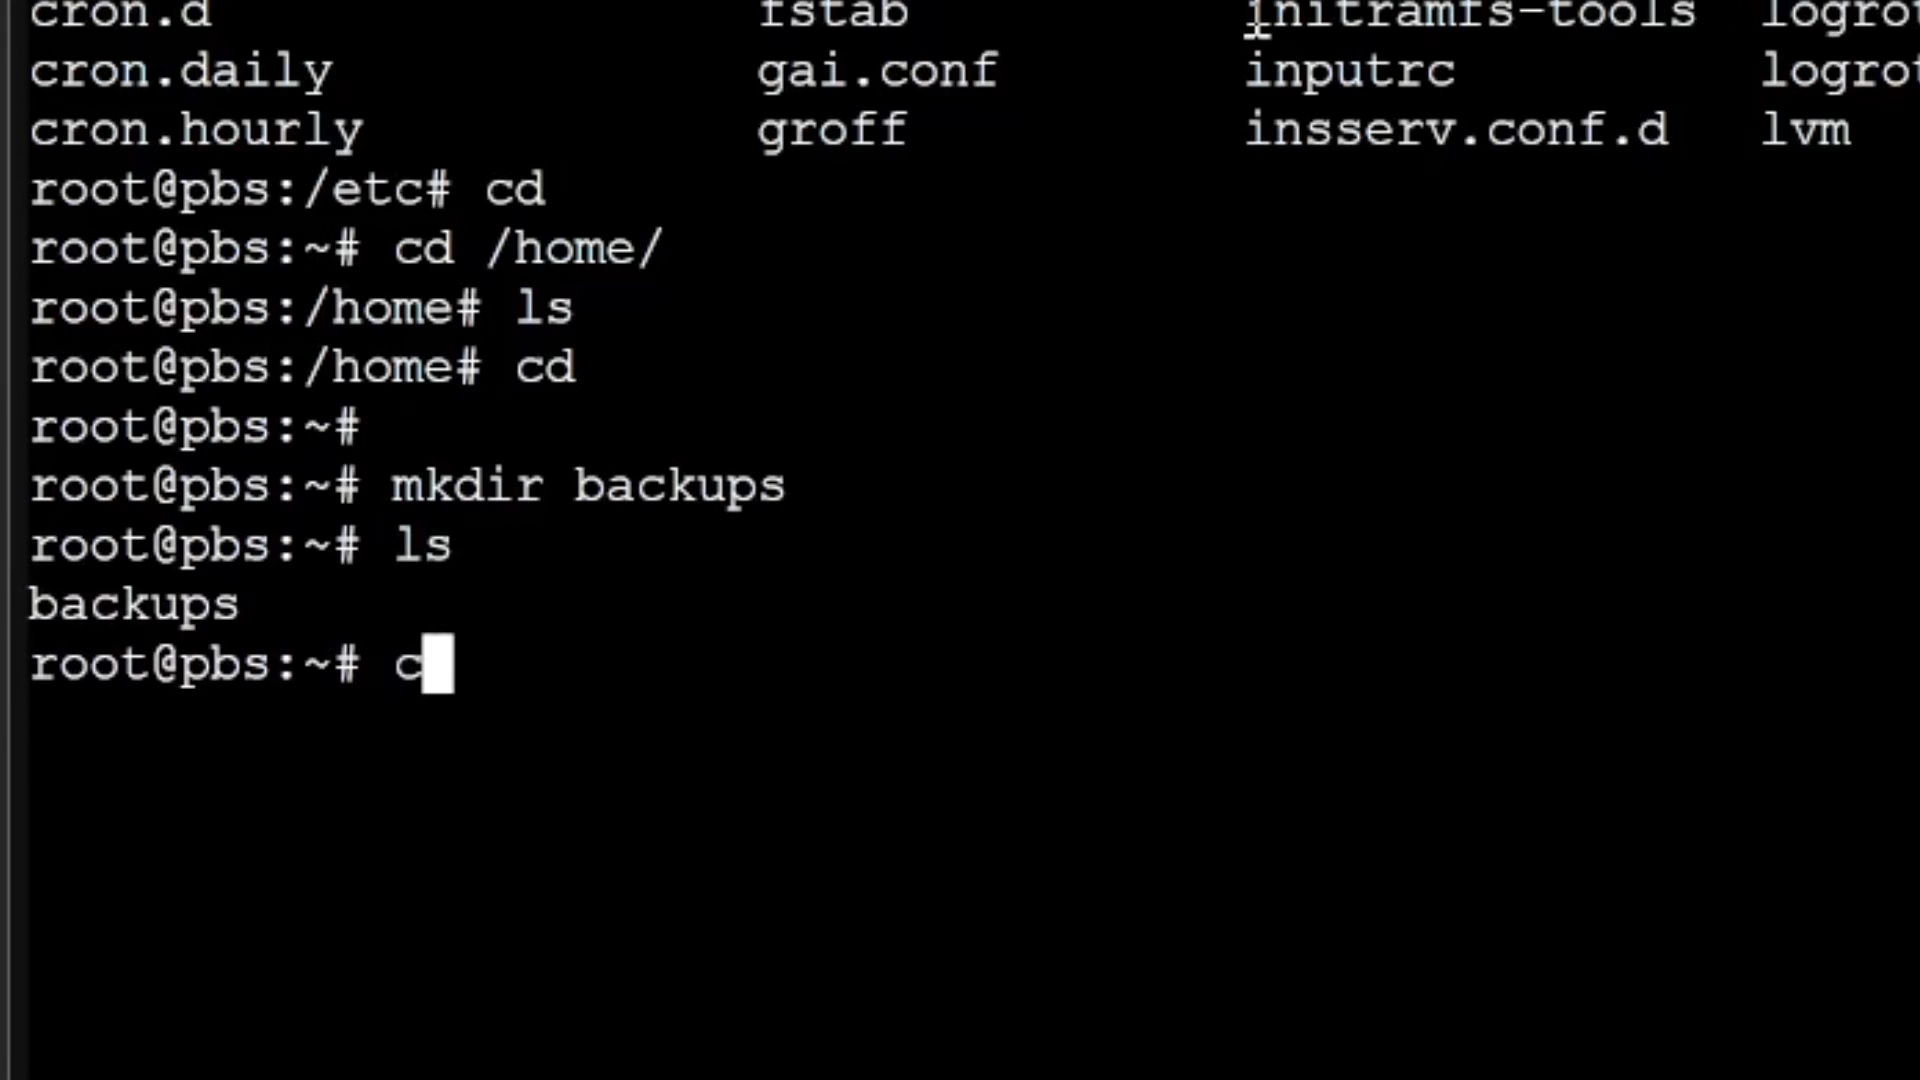 cron.d fstab initramfs-tools logrot
cron.daily gai.conf inputrc logrot
cron.hourly groff insserv.conf.d lvm
root@pbs:/etc# cd
root@pbs:~# cd /home/
root@pbs:/home# ls
root@pbs:/home# cd
root@pbs:~#
root@pbs:~# mkdir backups
root@pbs:~# ls
backups
root@pbs:~# c